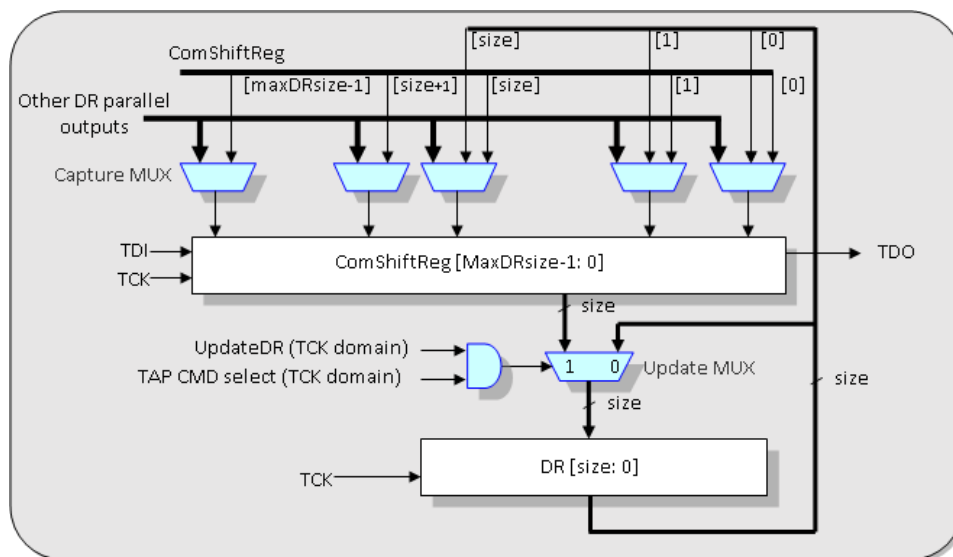 [size]
[1]
[0]
ComShiftReg
[maxDRsize-1]
[size+1]
[size]
[1]
[0]
Other DR parallel
outputs
Capture MUX
TDI
ComShiftReg [MaxDRsize-1: 0]
TDO
TCK
size
UpdateDR (TCK domain)
TAP CMD select (TCK domain)
1 0
Update MUX
size
size
DR [size: 0]
TCK